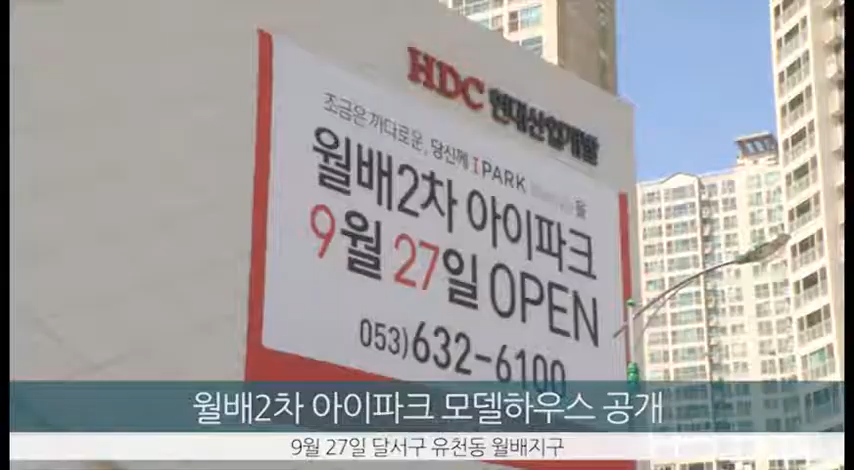 HDC 현대산업개발
조금은 까다로운, 당신께 I PARK 를
월배2차 아이파크
9월 27일 OPEN
053)632-6100
월배2차 아이파크 모델하우스 공개
9월 27일 달서구 유천동 월배지구